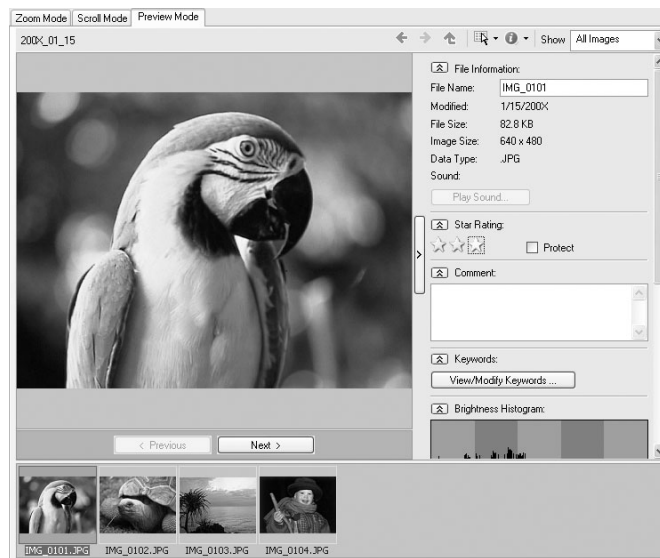 Zoom Mode Scroll Mode Preview Mode
200X_01_15 Show All Images
File Information:
File Name: IMG_0101
Modified: 1/15/200X
File Size: 82.8 KB
Image Size: 640 x 480
Data Type: .JPG
Sound:
Play Sound...
Star Rating:
Protect
Comment:
Keywords:
View/Modify Keywords ...
Brightness Histogram:
< Previous Next >
IMG_0101.JPG IMG_0102.JPG IMG_0103.JPG IMG_0104.JPG